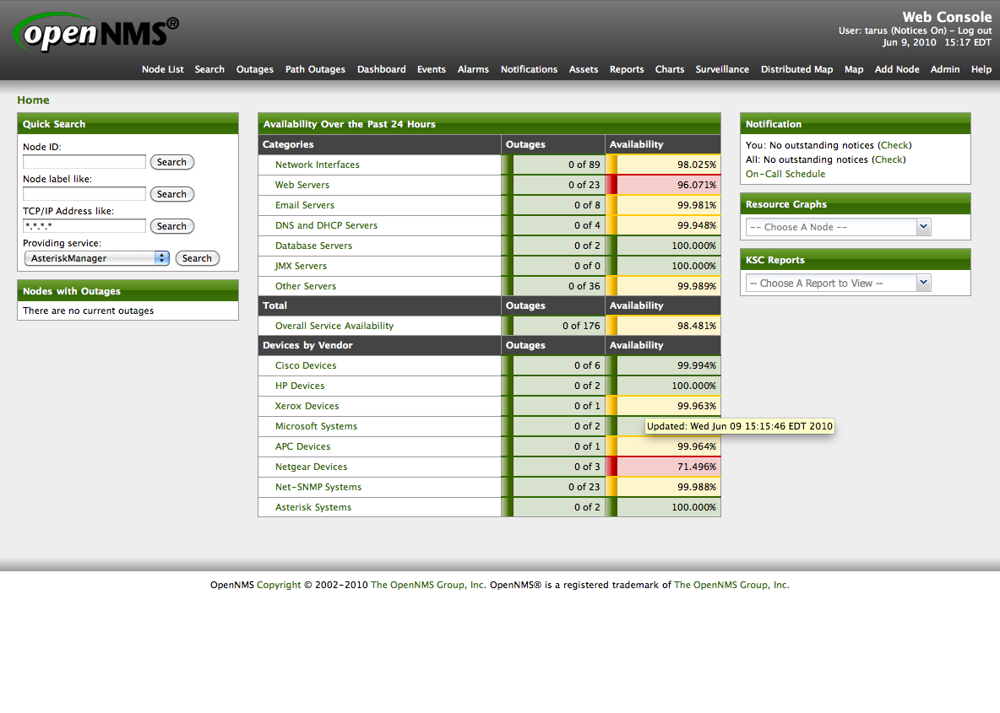 openNMS®
Web Console
User: tarus (Notices On) – Log out
Jun 9, 2010 15:17 EDT
Node List Search Outages Path Outages Dashboard Events Alarms Notifications Assets Reports Charts Surveillance Distributed Map Map Add Node Admin Help
Home
Quick Search
Node ID:
Search
Node label like:
Search
TCP/IP Address like:
*.*.*.* Search
Providing service:
AsteriskManager Search
Nodes with Outages
There are no current outages
Availability Over the Past 24 Hours
Categories Outages Availability
Network Interfaces 0 of 89 98.025%
Web Servers 0 of 23 96.071%
Email Servers 0 of 8 99.981%
DNS and DHCP Servers 0 of 4 99.948%
Database Servers 0 of 2 100.000%
JMX Servers 0 of 0 100.000%
Other Servers 0 of 36 99.989%
Total Outages Availability
Overall Service Availability 0 of 176 98.481%
Devices by Vendor Outages Availability
Cisco Devices 0 of 6 99.994%
HP Devices 0 of 2 100.000%
Xerox Devices 0 of 1 99.963%
Microsoft Systems 0 of 2
Updated: Wed Jun 09 15:15:46 EDT 2010
APC Devices 0 of 1 99.964%
Netgear Devices 0 of 3 71.496%
Net-SNMP Systems 0 of 23 99.988%
Asterisk Systems 0 of 2 100.000%
Notification
You: No outstanding notices (Check)
All: No outstanding notices (Check)
On-Call Schedule
Resource Graphs
-- Choose A Node --
KSC Reports
-- Choose A Report to View --
OpenNMS Copyright © 2002-2010 The OpenNMS Group, Inc. OpenNMS® is a registered trademark of The OpenNMS Group, Inc.